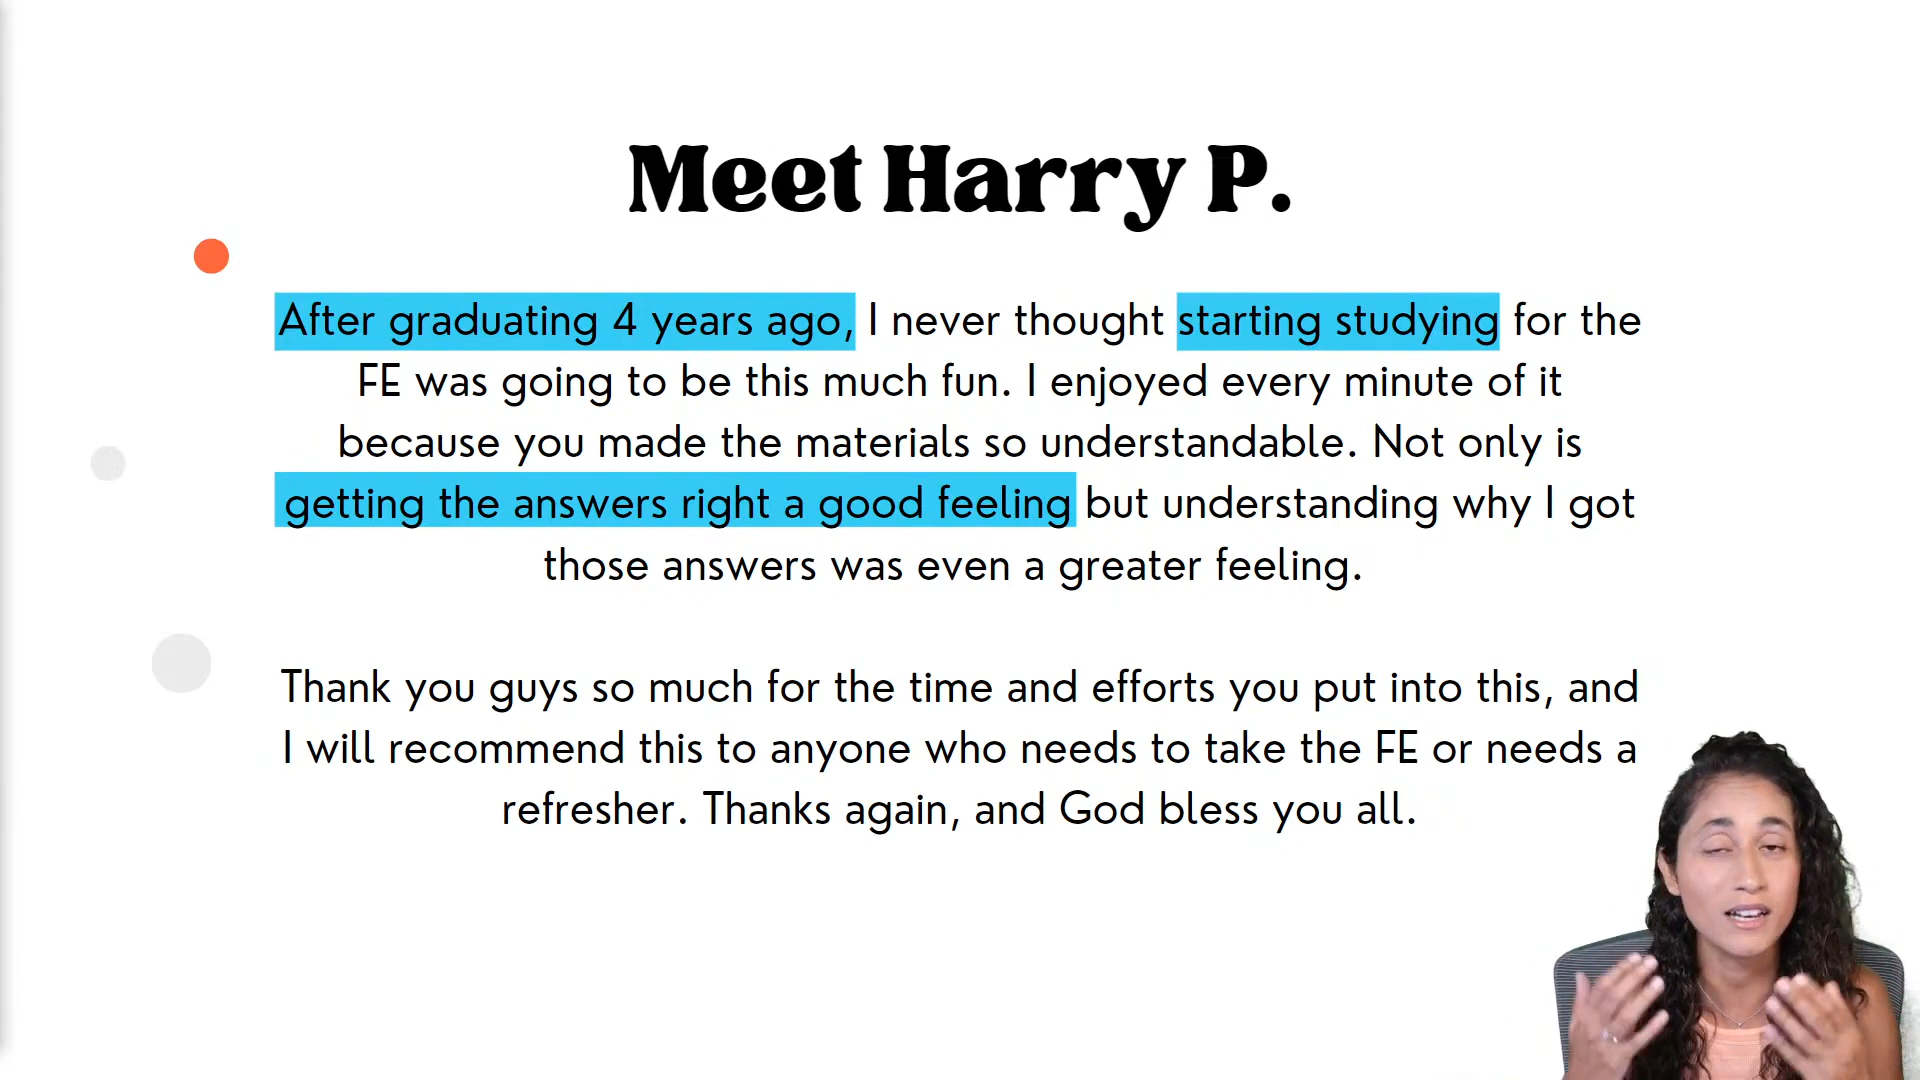 Meet Harry P.
After graduating 4 years ago, I never thought starting studying for the
FE was going to be this much fun. I enjoyed every minute of it
because you made the materials so understandable. Not only is
getting the answers right a good feeling but understanding why I got
those answers was even a greater feeling.
Thank you guys so much for the time and efforts you put into this, and
I will recommend this to anyone who needs to take the FE or needs a
refresher. Thanks again, and God bless you all.